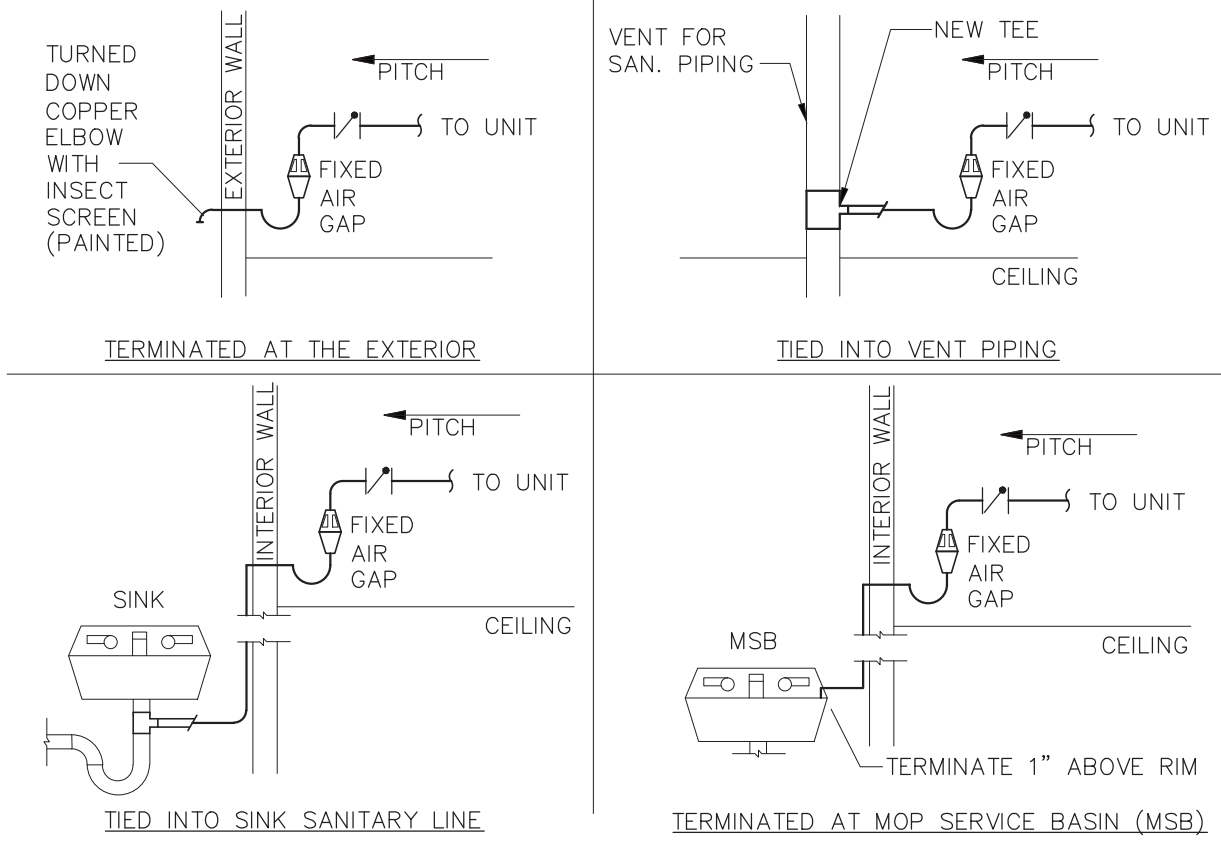 TURNED
DOWN
COPPER
ELBOW
WITH
INSECT
SCREEN
(PAINTED)
EXTERIOR WALL
PITCH
TO UNIT
FIXED
AIR
GAP
TERMINATED AT THE EXTERIOR
VENT FOR
SAN. PIPING
NEW TEE
PITCH
TO UNIT
FIXED
AIR
GAP
CEILING
TIED INTO VENT PIPING
INTERIOR WALL
PITCH
TO UNIT
FIXED
AIR
GAP
SINK
CEILING
TIED INTO SINK SANITARY LINE
INTERIOR WALL
PITCH
TO UNIT
FIXED
AIR
GAP
MSB
CEILING
TERMINATE 1” ABOVE RIM
TERMINATED AT MOP SERVICE BASIN (MSB)